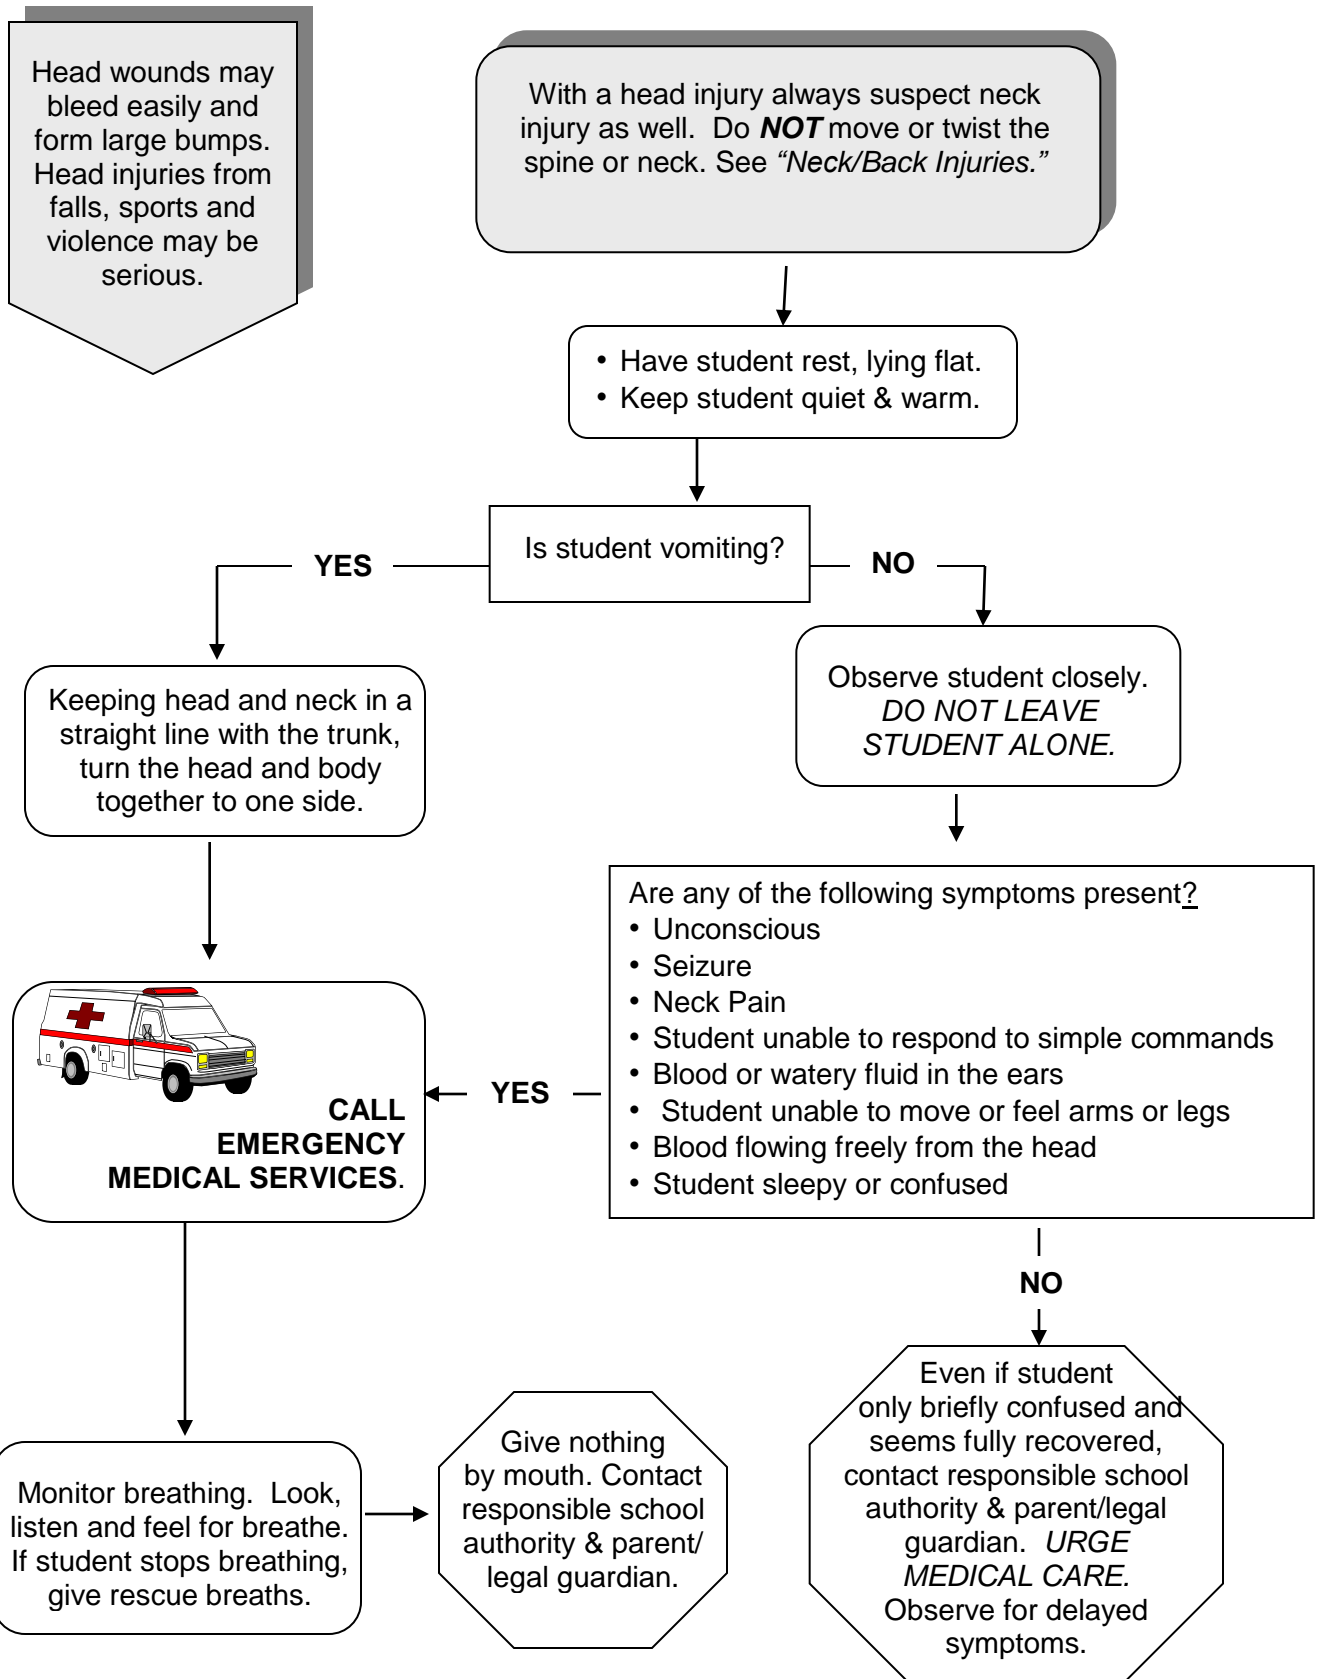 Head wounds may
bleed easily and
form large bumps.
Head injuries from
falls, sports and
violence may be
serious.
With a head injury always suspect neck
injury as well.  Do NOT move or twist the
spine or neck. See “Neck/Back Injuries.”
• Have student rest, lying flat.
• Keep student quiet & warm.
Is student vomiting?
YES
NO
Keeping head and neck in a
straight line with the trunk,
turn the head and body
together to one side.
Observe student closely.
DO NOT LEAVE
STUDENT ALONE.
Are any of the following symptoms present?
• Unconscious
• Seizure
• Neck Pain
• Student unable to respond to simple commands
• Blood or watery fluid in the ears
•  Student unable to move or feel arms or legs
• Blood flowing freely from the head
• Student sleepy or confused
YES
CALL
EMERGENCY
MEDICAL SERVICES.
NO
Monitor breathing.  Look,
listen and feel for breathe.
If student stops breathing,
give rescue breaths.
Give nothing
by mouth. Contact
responsible school
authority & parent/
legal guardian.
Even if student
only briefly confused and
seems fully recovered,
contact responsible school
authority & parent/legal
guardian.  URGE
MEDICAL CARE.
Observe for delayed
symptoms.